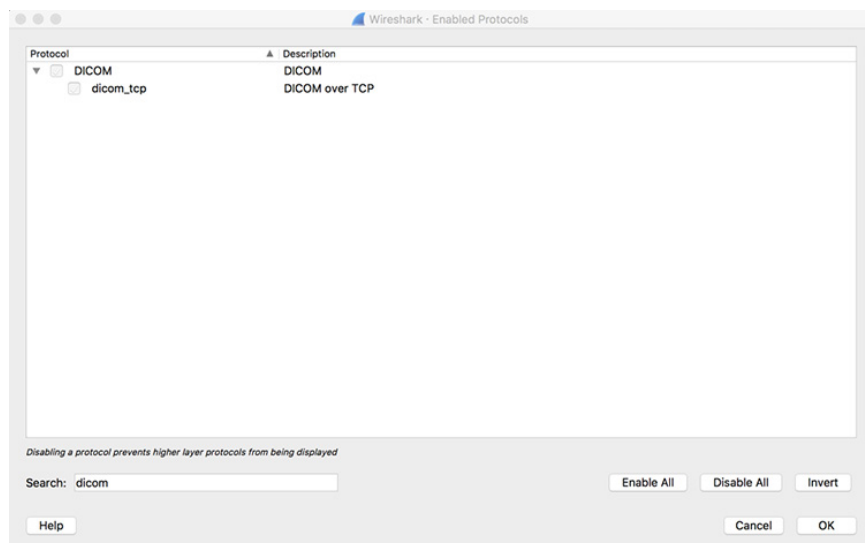 Wireshark · Enabled Protocols
Protocol Description
DICOM DICOM
dicom_tcp DICOM over TCP
Disabling a protocol prevents higher layer protocols from being displayed
Search: dicom Enable All Disable All Invert
Help Cancel OK